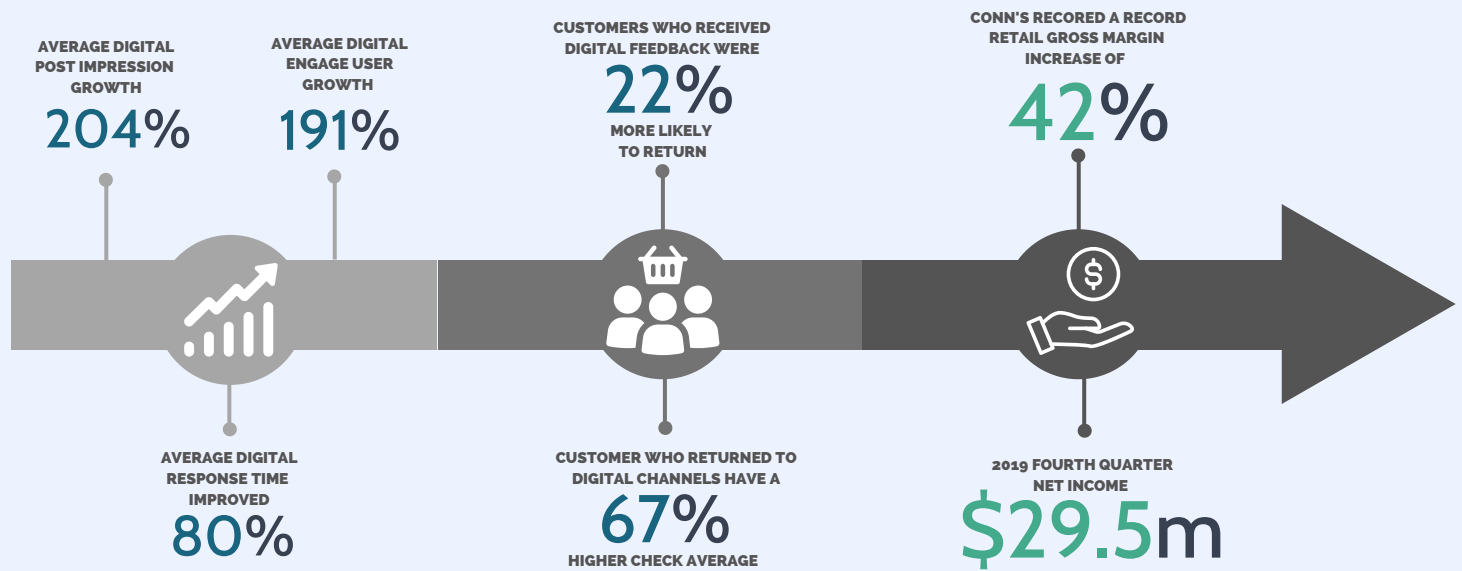 AVERAGE DIGITAL
POST IMPRESSION
GROWTH
204%
AVERAGE DIGITAL
ENGAGE USER
GROWTH
191%
CUSTOMERS WHO RECEIVED
DIGITAL FEEDBACK WERE
22%
MORE LIKELY
TO RETURN
CONN'S RECORED A RECORD
RETAIL GROSS MARGIN
INCREASE OF
42%
$
AVERAGE DIGITAL
RESPONSE TIME
IMPROVED
80%
CUSTOMER WHO RETURNED TO
DIGITAL CHANNELS HAVE A
67%
HIGHER CHECK AVERAGE
2019 FOURTH QUARTER
NET INCOME
$29.5m